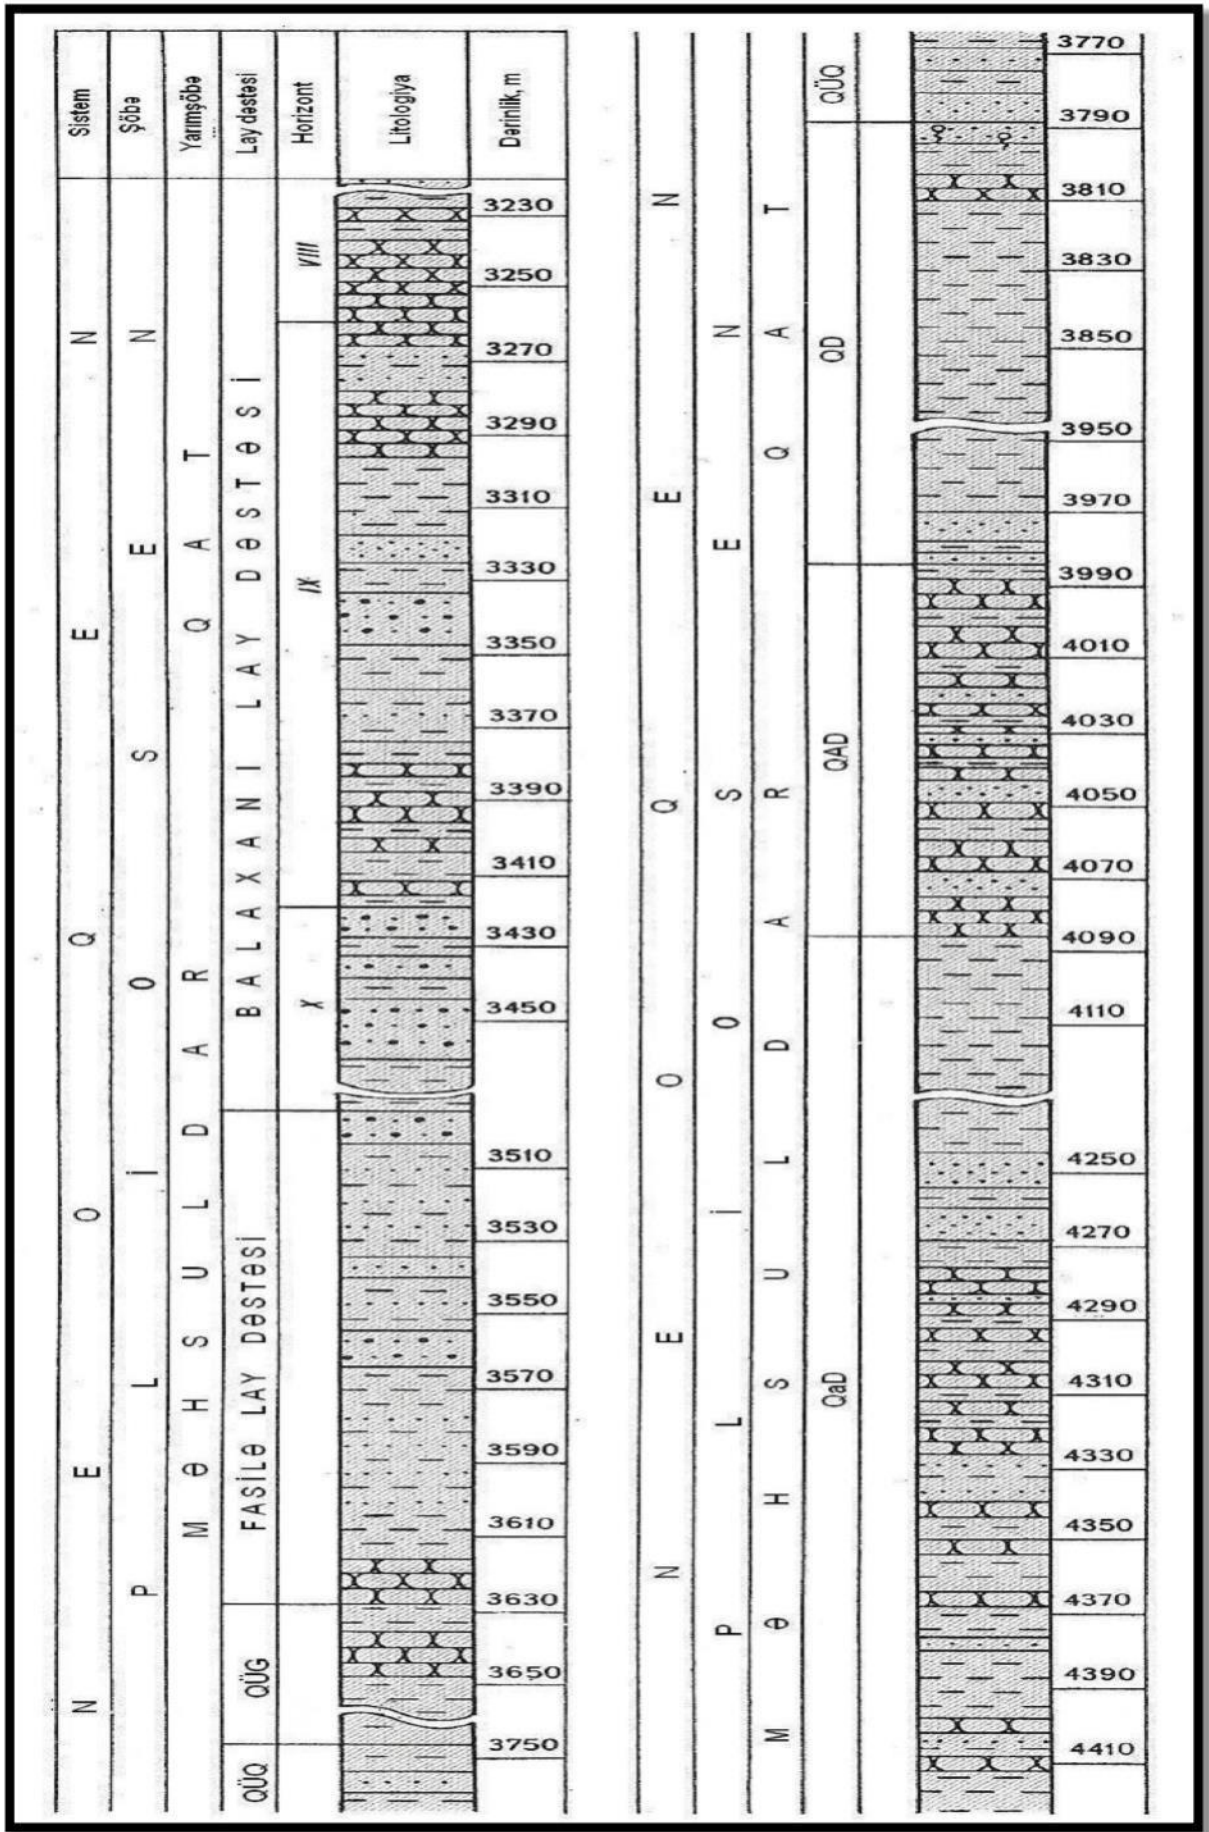 Sistem
Şöbə
Yarımşöbə
Lay dəstəsi
Horizont
Litologiya
Dərinlik, m
NEOQEN
PLİOSEN
MƏHSULDAR QAT
BALAXANI LAY DƏSTƏSİ
FASİLƏ LAY DƏSTƏSİ
QÜG
QÜQ
VIII
IX
X
3230
3250
3270
3290
3310
3330
3350
3370
3390
3410
3430
3450
3510
3530
3550
3570
3590
3610
3630
3650
3750
NEOQEN
PLİOSEN
MƏHSULDAR QAT
QÜQ
QD
QAD
QaD
3770
3790
3810
3830
3850
3950
3970
3990
4010
4030
4050
4070
4090
4110
4250
4270
4290
4310
4330
4350
4370
4390
4410